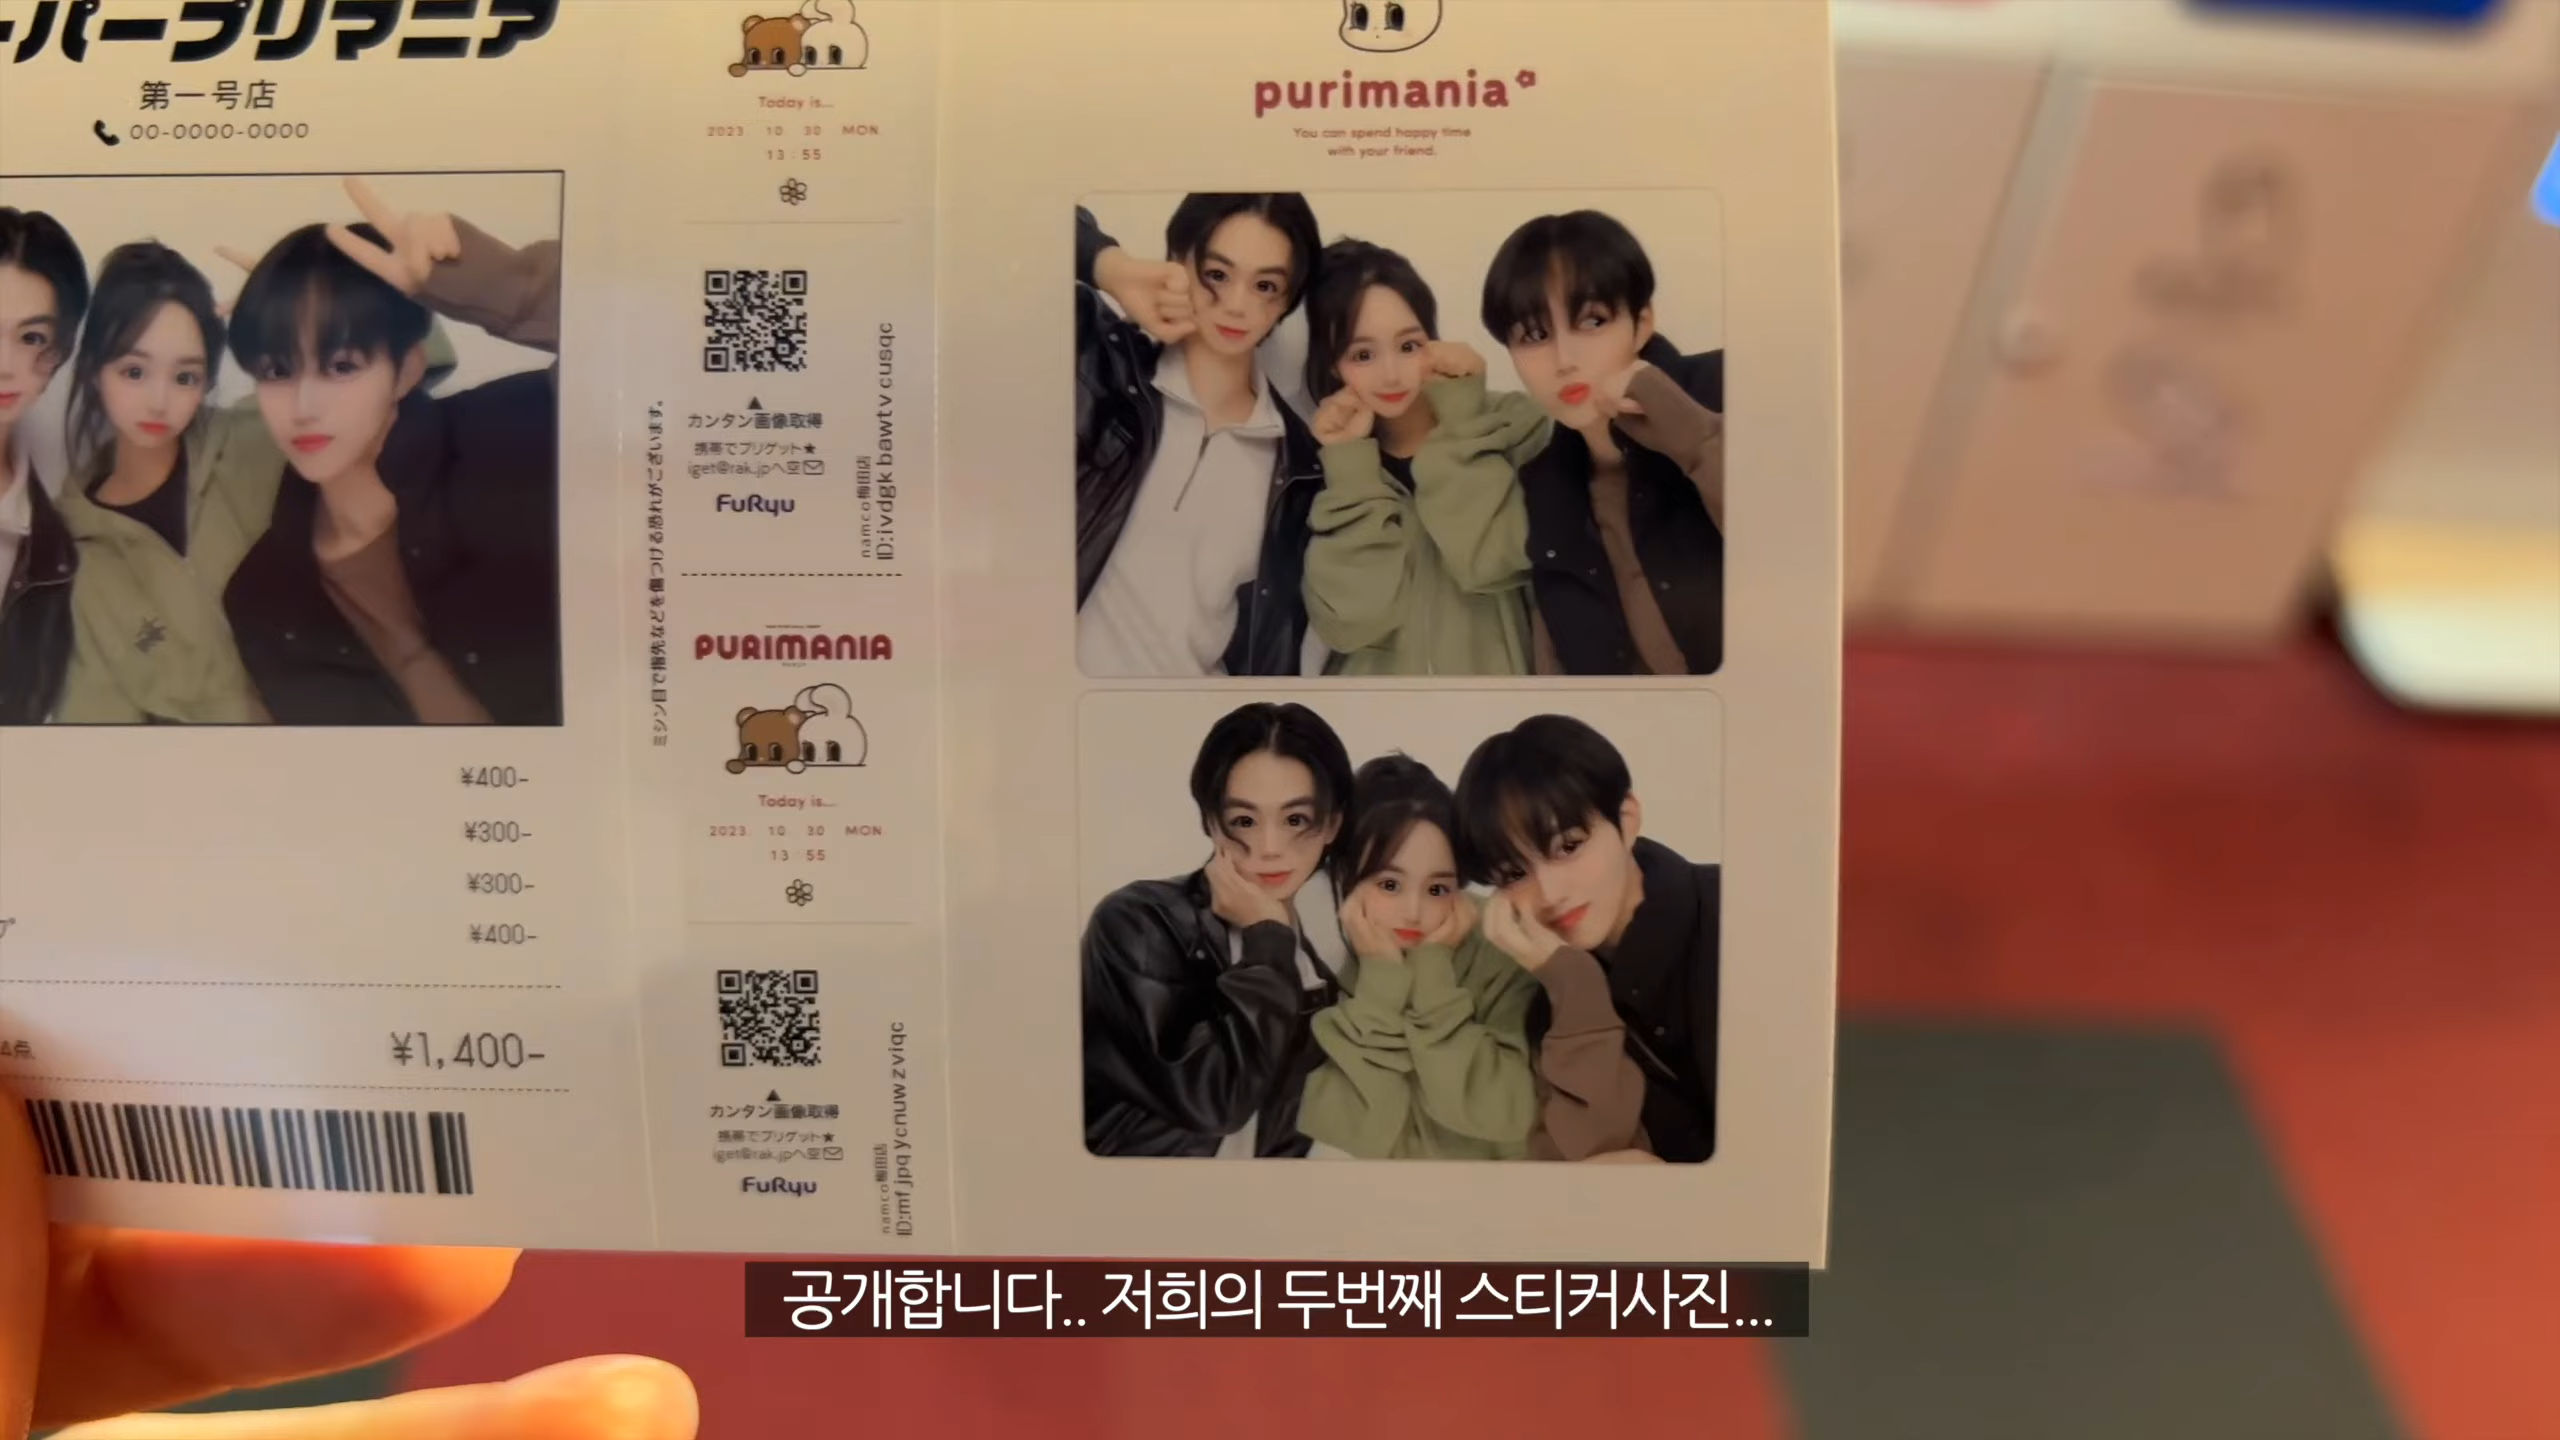 ーパープリマニア
第一号店
00-0000-0000
¥400-
¥300-
¥300-
¥400-
4点
¥1,400-
ミシン目で指先などを傷つける恐れがございます。
Today is...
2023 10 30 MON
13:55
カンタン画像取得
携帯でプリゲット★
iget@rak.jpへ空
FuRyu
namco梅田店
ID:ivdgk bawtv cusqc
PURIMANIA
Today is...
2023 10 30 MON
13 55
カンタン画像取得
携帯でプリゲット★
iget@rak.jpへ空
FuRyu
namco梅田店
ID:mfjpq ycnuw zviqc
purimania
You can spend happy time
with your friend.
공개합니다.. 저희의 두번째 스티커사진...